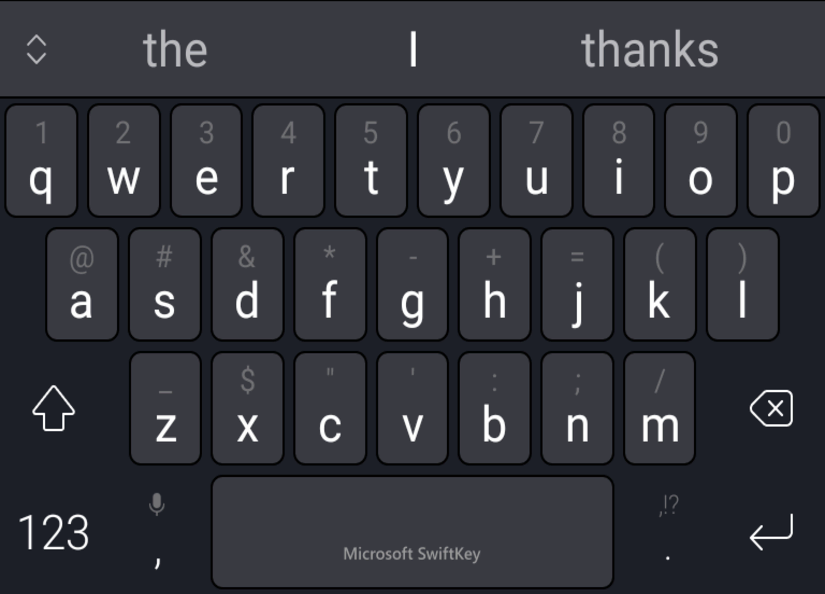 the I thanks
1 2 3 4 5 6 7 8 9 0
q w e r t y u i o p
@ # & * - + = ( )
a s d f g h j k l
_ $ " ' : ; /
z x c v b n m
,!?
123 , Microsoft SwiftKey .